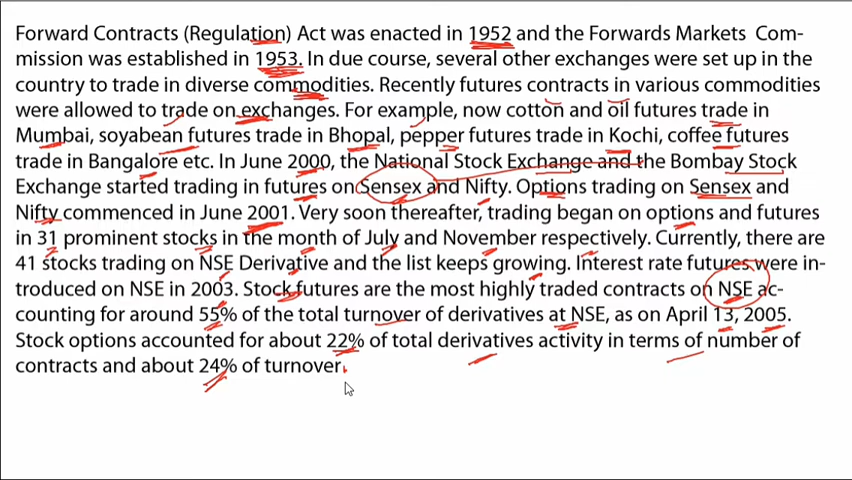 Forward Contracts (Regulation) Act was enacted in 1952 and the Forwards Markets Com-
mission was established in 1953. In due course, several other exchanges were set up in the
country to trade in diverse commodities. Recently futures contracts in various commodities
were allowed to trade on exchanges. For example, now cotton and oil futures trade in
Mumbai, soyabean futures trade in Bhopal, pepper futures trade in Kochi, coffee futures
trade in Bangalore etc. In June 2000, the National Stock Exchange and the Bombay Stock
Exchange started trading in futures on Sensex and Nifty. Options trading on Sensex and
Nifty commenced in June 2001. Very soon thereafter, trading began on options and futures
in 31 prominent stocks in the month of July and November respectively. Currently, there are
41 stocks trading on NSE Derivative and the list keeps growing. Interest rate futures were in-
troduced on NSE in 2003. Stock futures are the most highly traded contracts on NSE ac-
counting for around 55% of the total turnover of derivatives at NSE, as on April 13, 2005.
Stock options accounted for about 22% of total derivatives activity in terms of number of
contracts and about 24% of turnover.